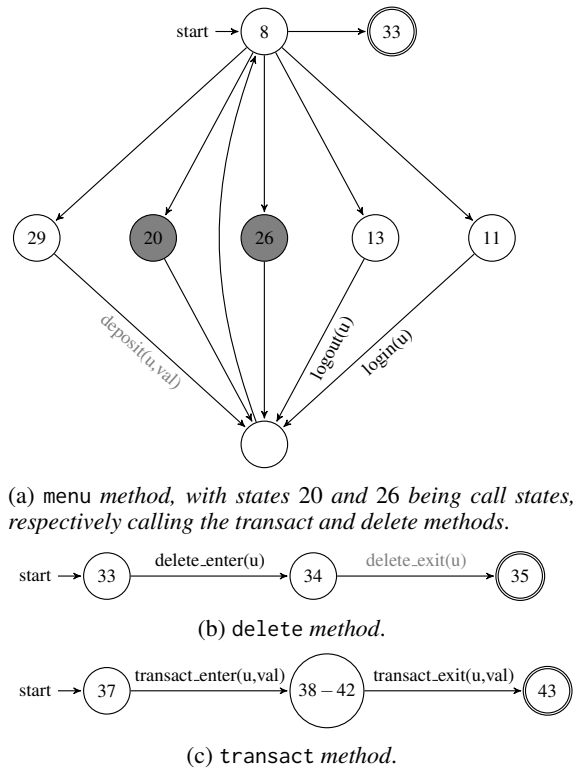 start
8
33
29
20
26
13
11
deposit(u,val)
logout(u)
login(u)
(a) menu method, with states 20 and 26 being call states,
respectively calling the transact and delete methods.
start
33
delete_enter(u)
34
delete_exit(u)
35
(b) delete method.
start
37
transact_enter(u,val)
38 – 42
transact_exit(u,val)
43
(c) transact method.